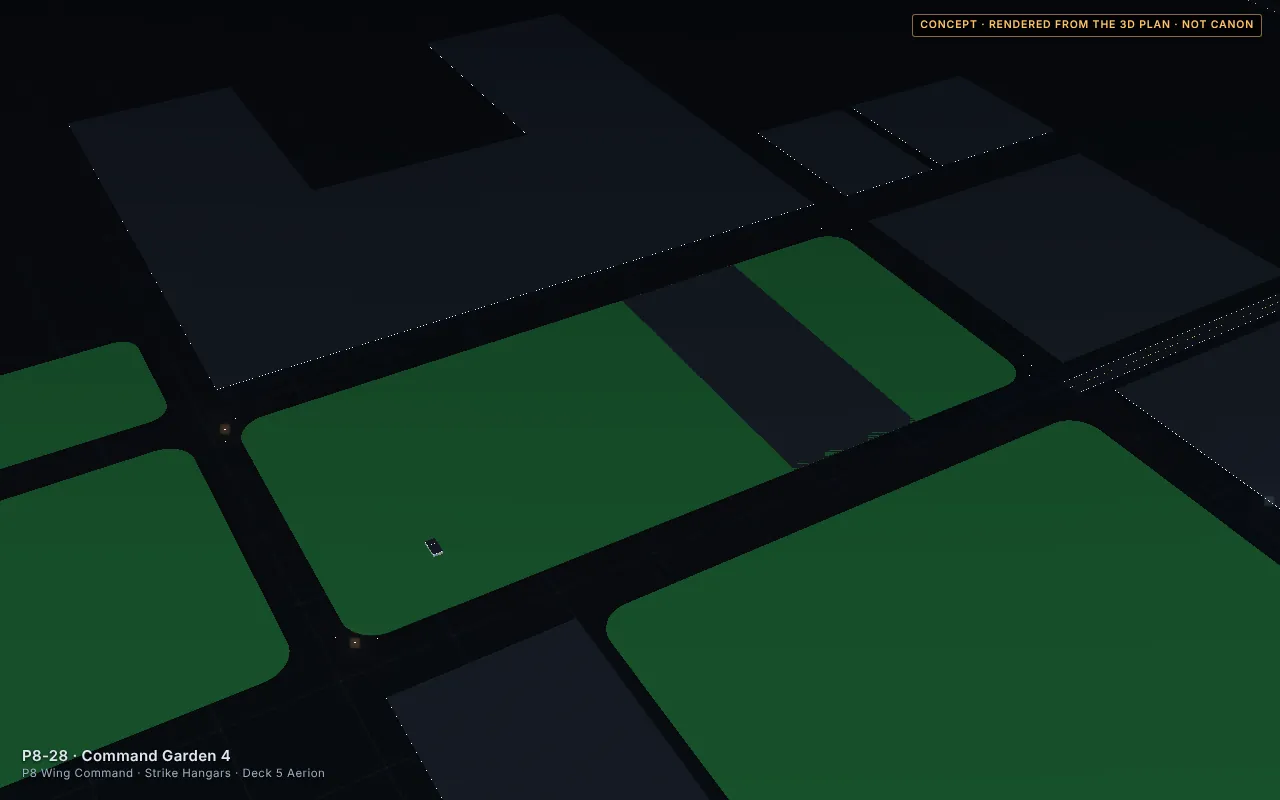 CONCEPT · RENDERED FROM THE 3D PLAN · NOT CANON
P8-28 · Command Garden 4
P8 Wing Command · Strike Hangars · Deck 5 Aerion